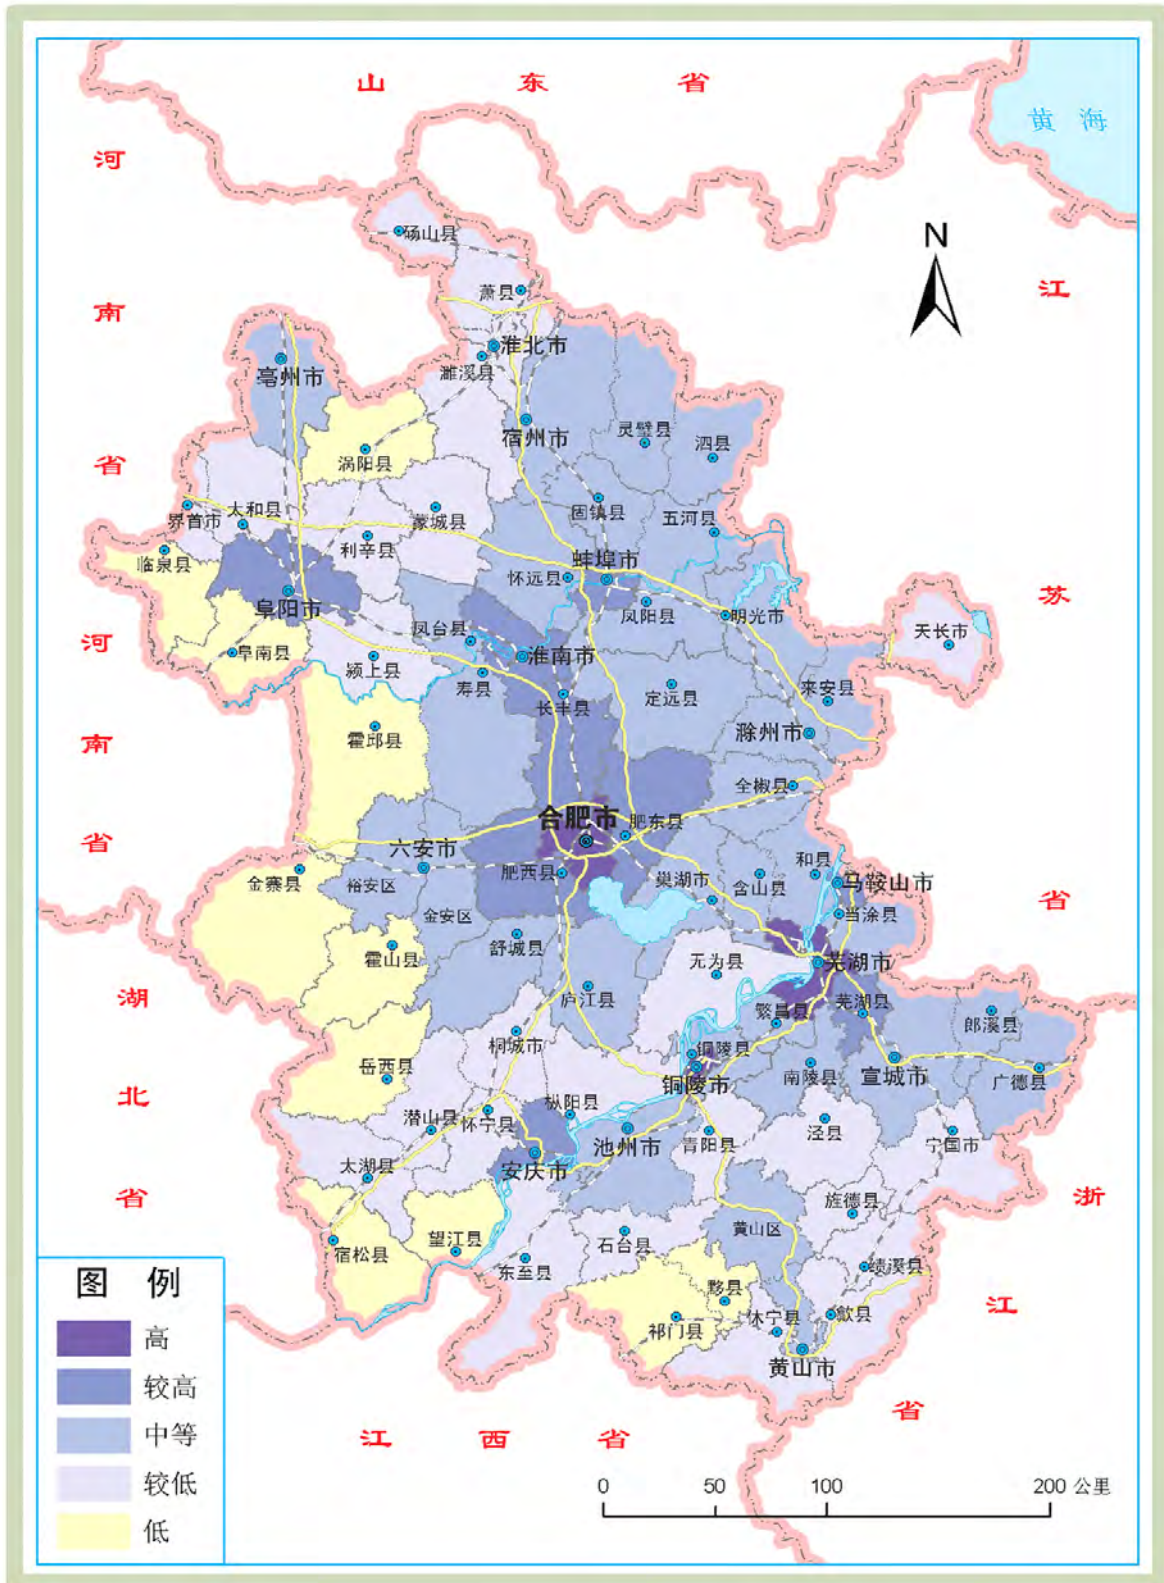 山 东 省
黄 海
河
南
省
河
南
省
湖
北
省
江
苏
省
浙
江
省
江 西 省
N
砀山县
萧县
淮北市
濉溪县
亳州市
宿州市
灵璧县
泗县
涡阳县
固镇县
五河县
界首市
太和县
蒙城县
利辛县
临泉县
蚌埠市
怀远县
阜阳市
凤阳县
明光市
天长市
凤台县
淮南市
阜南县
颍上县
寿县
长丰县
定远县
来安县
霍邱县
滁州市
全椒县
合肥市
肥东县
六安市
金寨县
裕安区
肥西县
巢湖市
含山县
和县
马鞍山市
金安区
当涂县
霍山县
舒城县
无为县
芜湖市
庐江县
繁昌县
芜湖县
郎溪县
桐城市
铜陵县
岳西县
铜陵市
南陵县
宣城市
广德县
潜山县
怀宁县
枞阳县
池州市
青阳县
泾县
宁国市
太湖县
安庆市
旌德县
宿松县
望江县
东至县
石台县
黄山区
绩溪县
黟县
祁门县
休宁县
歙县
黄山市
图 例
高
较高
中等
较低
低
0 50 100 200 公里